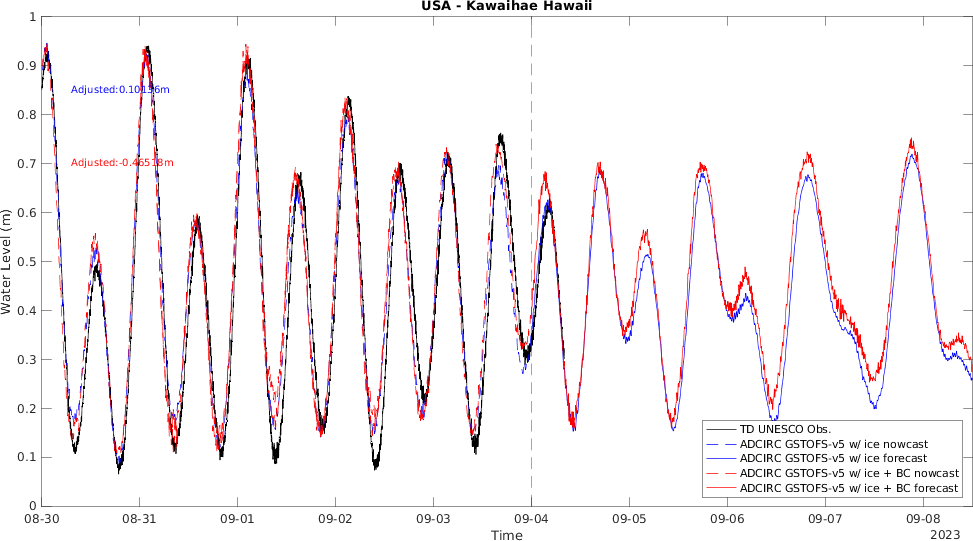 USA - Kawaihae Hawaii
1
0.9
0.8
0.7
0.6
0.5
0.4
0.3
0.2
0.1
0
Water Level (m)
Adjusted:0.10136m
Adjusted:-0.46518m
TD UNESCO Obs.
ADCIRC GSTOFS-v5 w/ ice nowcast
ADCIRC GSTOFS-v5 w/ ice forecast
ADCIRC GSTOFS-v5 w/ ice + BC nowcast
ADCIRC GSTOFS-v5 w/ ice + BC forecast
08-30 08-31 09-01 09-02 09-03 09-04 09-05 09-06 09-07 09-08
Time
2023